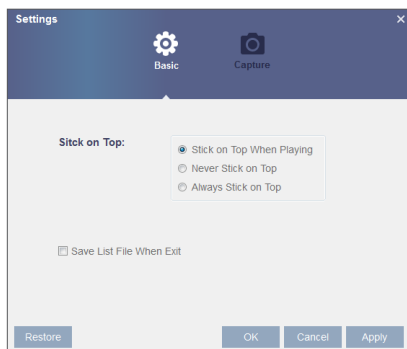 Settings
Basic Capture
Sitck on Top:
Stick on Top When Playing
Never Stick on Top
Always Stick on Top
Save List File When Exit
Restore OK Cancel Apply